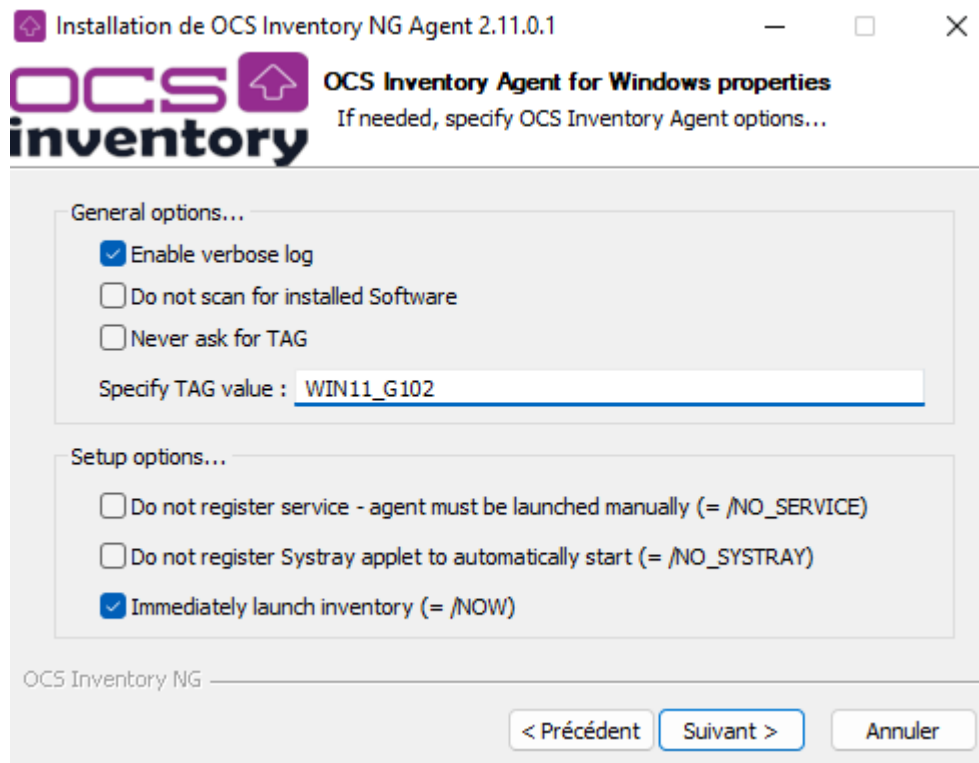 Installation de OCS Inventory NG Agent 2.11.0.1
OCS
inventory
OCS Inventory Agent for Windows properties
If needed, specify OCS Inventory Agent options...
General options...
Enable verbose log
Do not scan for installed Software
Never ask for TAG
Specify TAG value : WIN11_G102
Setup options...
Do not register service - agent must be launched manually (= /NO_SERVICE)
Do not register Systray applet to automatically start (= /NO_SYSTRAY)
Immediately launch inventory (= /NOW)
OCS Inventory NG
< Précédent Suivant > Annuler